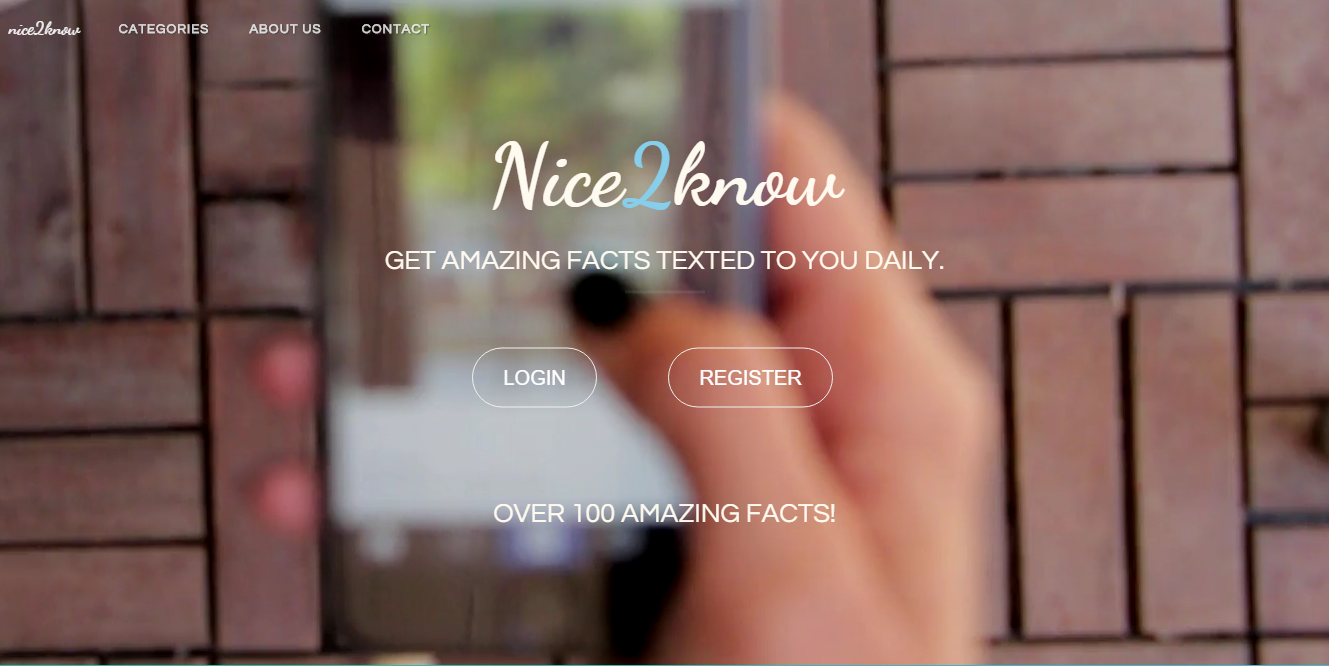 nice2know CATEGORIES ABOUT US CONTACT
Nice2know
GET AMAZING FACTS TEXTED TO YOU DAILY.
LOGIN REGISTER
OVER 100 AMAZING FACTS!